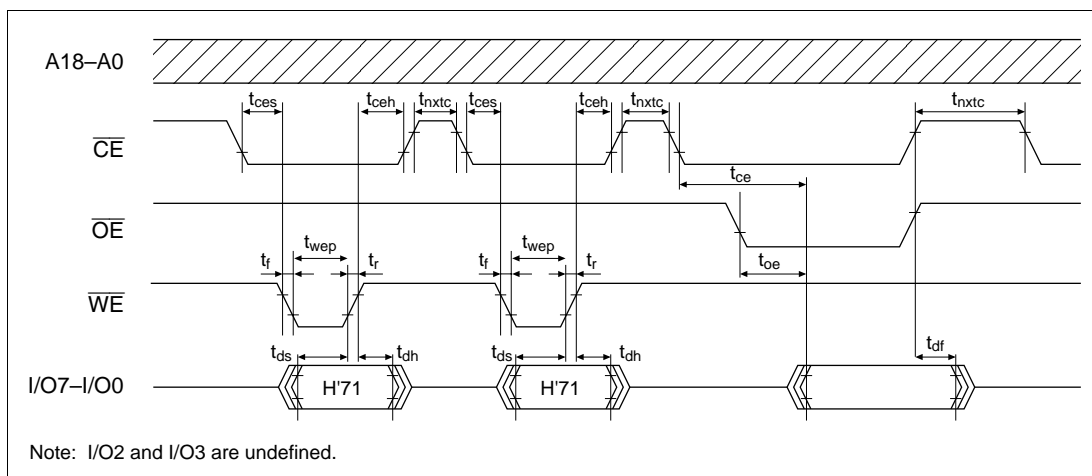 A18–A0
tces tceh tnxtc tces tceh tnxtc tnxtc
CE
tce
OE
twep twep
tf tr tf tr toe
WE
tds tdh tds tdh tdf
I/O7–I/O0 H'71 H'71
Note: I/O2 and I/O3 are undefined.